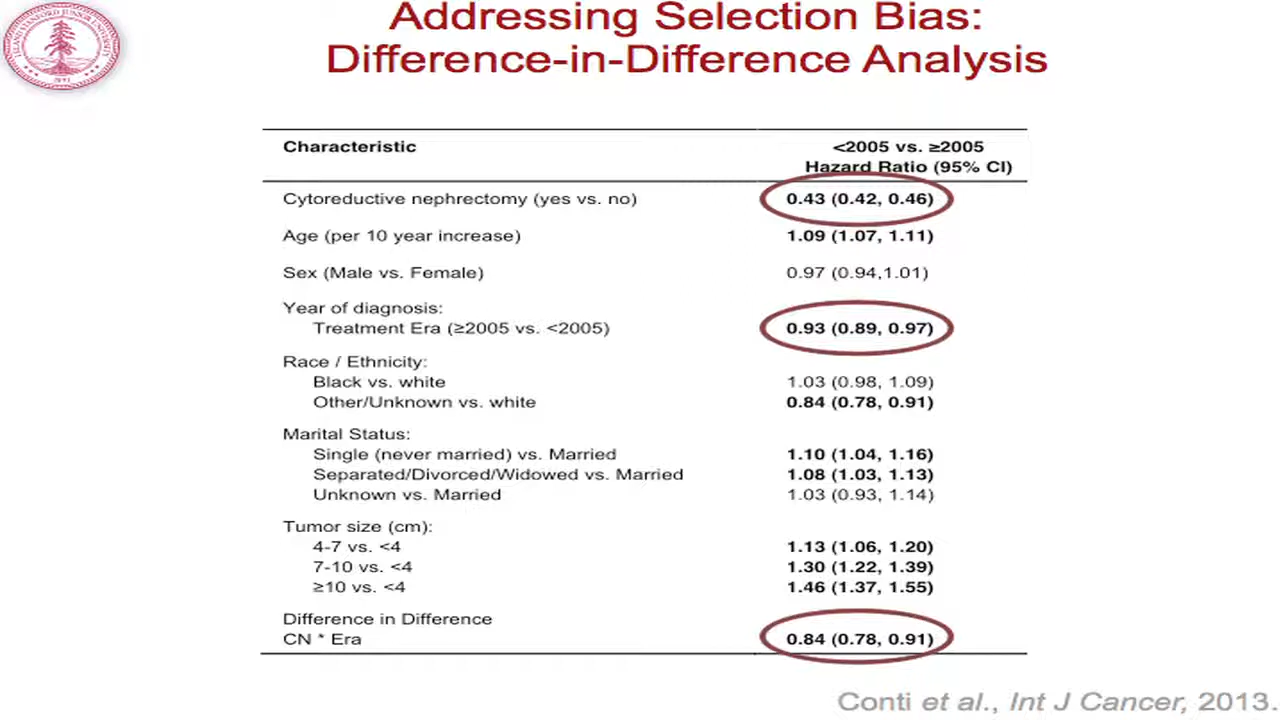 Addressing Selection Bias:
Difference-in-Difference Analysis
Characteristic <2005 vs. ≥2005
Hazard Ratio (95% CI)
Cytoreductive nephrectomy (yes vs. no) 0.43 (0.42, 0.46)
Age (per 10 year increase) 1.09 (1.07, 1.11)
Sex (Male vs. Female) 0.97 (0.94,1.01)
Year of diagnosis:
Treatment Era (≥2005 vs. <2005) 0.93 (0.89, 0.97)
Race / Ethnicity:
Black vs. white 1.03 (0.98, 1.09)
Other/Unknown vs. white 0.84 (0.78, 0.91)
Marital Status:
Single (never married) vs. Married 1.10 (1.04, 1.16)
Separated/Divorced/Widowed vs. Married 1.08 (1.03, 1.13)
Unknown vs. Married 1.03 (0.93, 1.14)
Tumor size (cm):
4-7 vs. <4 1.13 (1.06, 1.20)
7-10 vs. <4 1.30 (1.22, 1.39)
≥10 vs. <4 1.46 (1.37, 1.55)
Difference in Difference
CN * Era 0.84 (0.78, 0.91)
Conti et al., Int J Cancer, 2013.